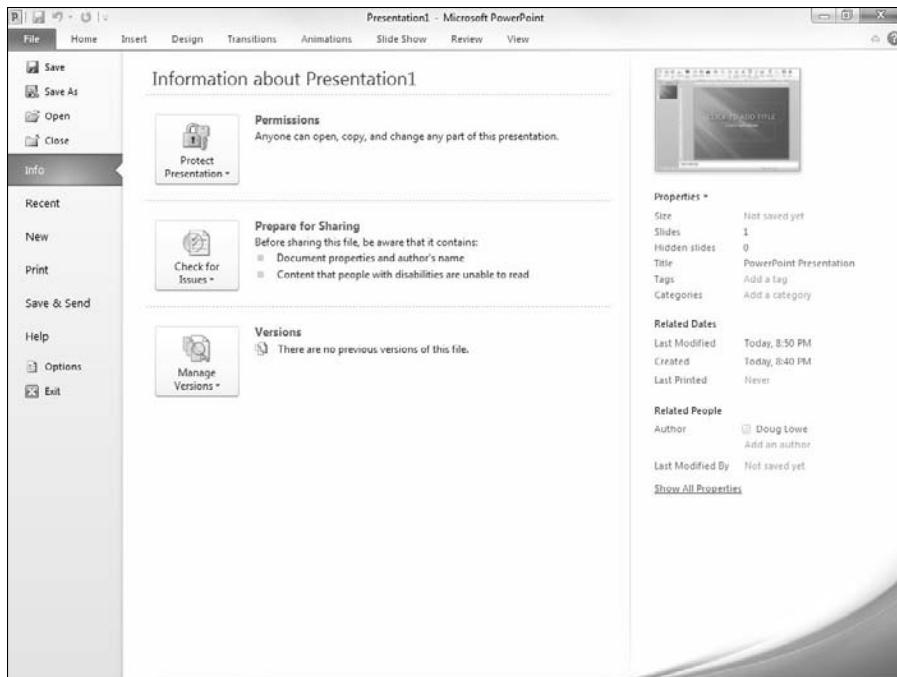 Presentation1 - Microsoft PowerPoint
File Home Insert Design Transitions Animations Slide Show Review View
Save
Save As
Open
Close
Info
Recent
New
Print
Save & Send
Help
Options
Exit
Information about Presentation1
Protect
Presentation
Permissions
Anyone can open, copy, and change any part of this presentation.
Check for
Issues
Prepare for Sharing
Before sharing this file, be aware that it contains:
Document properties and author's name
Content that people with disabilities are unable to read
Manage
Versions
Versions
There are no previous versions of this file.
CLICK TO ADD TITLE
Properties
Size Not saved yet
Slides 1
Hidden slides 0
Title PowerPoint Presentation
Tags Add a tag
Categories Add a category
Related Dates
Last Modified Today, 8:50 PM
Created Today, 8:40 PM
Last Printed Never
Related People
Author Doug Lowe
Add an author
Last Modified By Not saved yet
Show All Properties